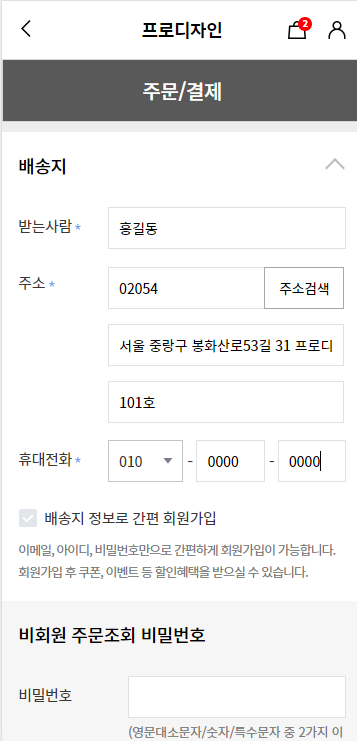 프로디자인
2
주문/결제
배송지
받는사람 *
홍길동
주소 *
02054
주소검색
서울 중랑구 봉화산로53길 31 프로디
101호
휴대전화 *
010 - 0000 - 0000
배송지 정보로 간편 회원가입
이메일, 아이디, 비밀번호만으로 간편하게 회원가입이 가능합니다.
회원가입 후 쿠폰, 이벤트 등 할인혜택을 받으실 수 있습니다.
비회원 주문조회 비밀번호
비밀번호
(영문대소문자/숫자/특수문자 중 2가지 이